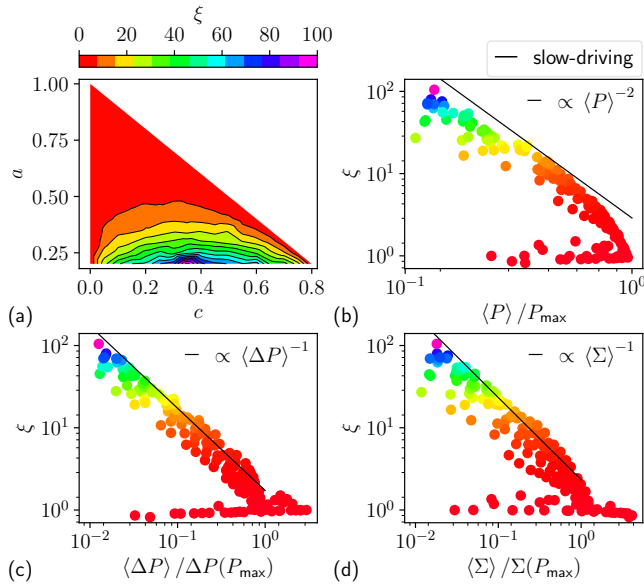 ξ
0 20 40 60 80 100
1.00
0.75
0.50
0.25
a
0.0 0.2 0.4 0.6 0.8
c
(a)
slow-driving
∝ ⟨P⟩⁻²
10²
10¹
10⁰
ξ
10⁻¹ 10⁰
⟨P⟩ /P_max
(b)
∝ ⟨ΔP⟩⁻¹
10²
10¹
10⁰
ξ
10⁻² 10⁻¹ 10⁰
⟨ΔP⟩ /ΔP(P_max)
(c)
∝ ⟨Σ⟩⁻¹
10²
10¹
10⁰
ξ
10⁻² 10⁻¹ 10⁰
⟨Σ⟩ /Σ(P_max)
(d)